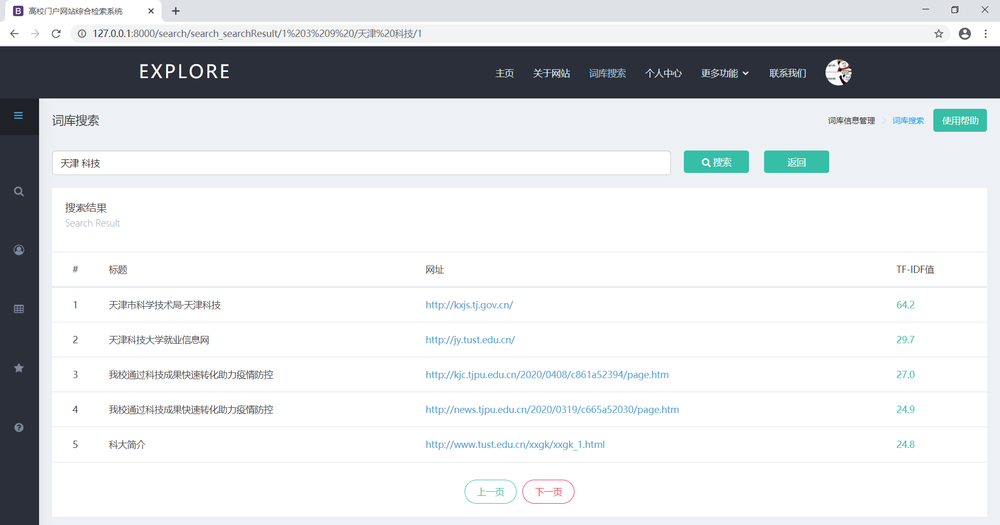 高校门户网站综合检索系统
127.0.0.1:8000/search/search_searchResult/1%203%209%20/天津%20科技/1
EXPLORE
主页 关于网站 词库搜索 个人中心 更多功能 联系我们
词库搜索
词库信息管理 词库搜索 使用帮助
天津 科技
搜索 返回
搜索结果
Search Result
# 标题 网址 TF-IDF值
1 天津市科学技术局·天津科技 http://kxjs.tj.gov.cn/ 64.2
2 天津科技大学就业信息网 http://jy.tust.edu.cn/ 29.7
3 我校通过科技成果快速转化助力疫情防控 http://kjc.tjpu.edu.cn/2020/0408/c861a52394/page.htm 27.0
4 我校通过科技成果快速转化助力疫情防控 http://news.tjpu.edu.cn/2020/0319/c665a52030/page.htm 24.9
5 科大简介 http://www.tust.edu.cn/xxgk/xxgk_1.html 24.8
上一页 下一页